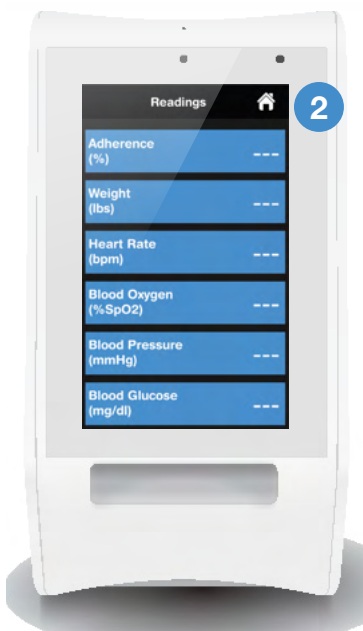 Readings
2
Adherence
(%)
---
Weight
(lbs)
---
Heart Rate
(bpm)
---
Blood Oxygen
(%SpO2)
---
Blood Pressure
(mmHg)
---
Blood Glucose
(mg/dl)
---